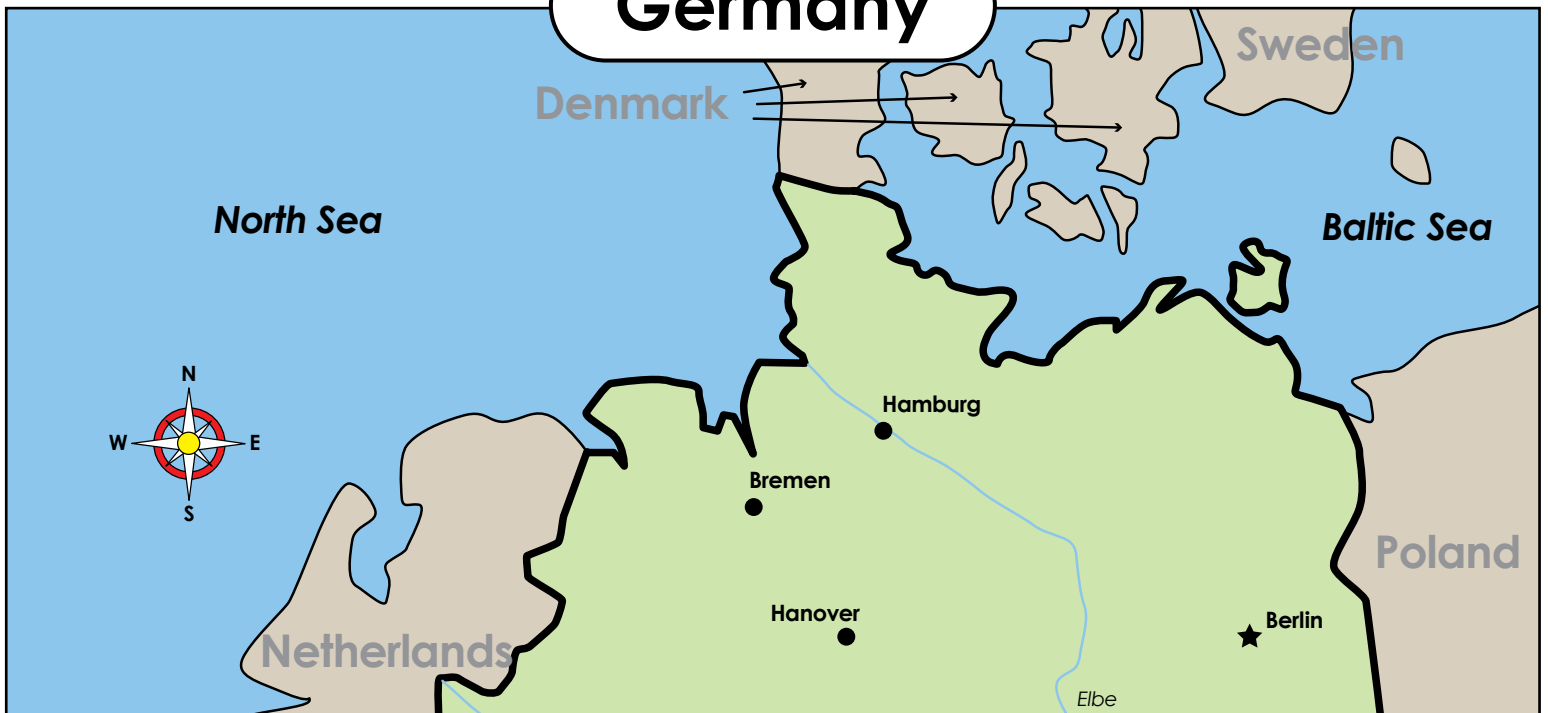 Germany
Sweden
Denmark
North Sea
Baltic Sea
N
W
E
S
Hamburg
Bremen
Poland
Hanover
Berlin
Netherlands
Elbe